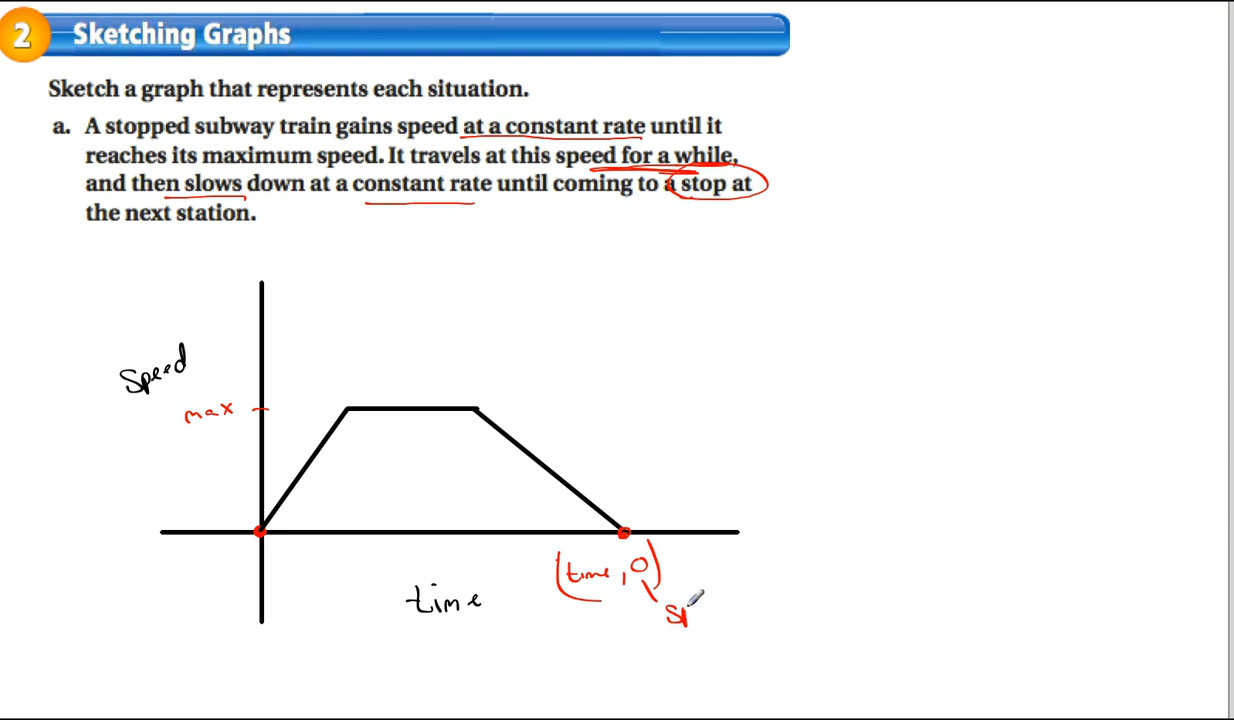 2 Sketching Graphs
Sketch a graph that represents each situation.
a. A stopped subway train gains speed at a constant rate until it
reaches its maximum speed. It travels at this speed for a while,
and then slows down at a constant rate until coming to a stop at
the next station.
Speed
max
(time, 0)
time
sp